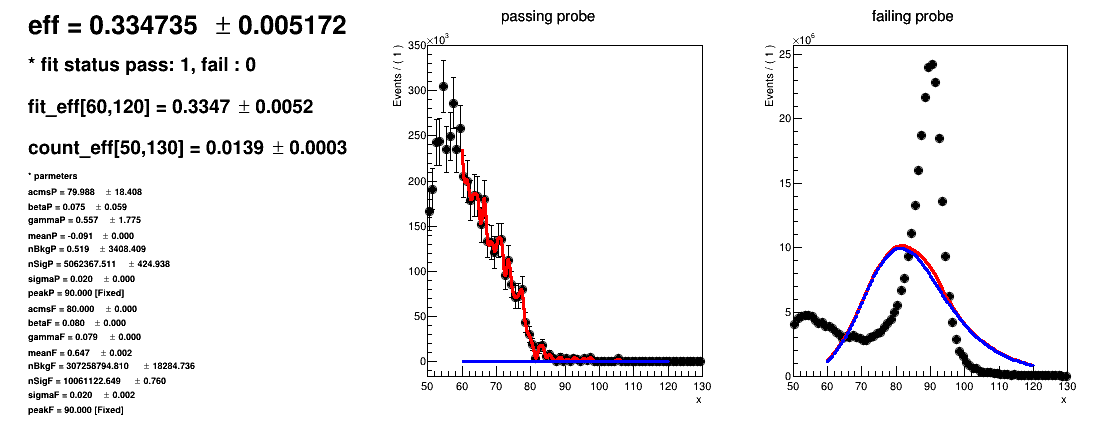 eff = 0.334735 ± 0.005172
* fit status pass: 1, fail : 0
fit_eff[60,120] = 0.3347 ± 0.0052
count_eff[50,130] = 0.0139 ± 0.0003
* parmeters
acmsP = 79.988 ± 18.408
betaP = 0.075 ± 0.059
gammaP = 0.557 ± 1.775
meanP = -0.091 ± 0.000
nBkgP = 0.519 ± 3408.409
nSigP = 5062367.511 ± 424.938
sigmaP = 0.020 ± 0.000
peakP = 90.000 [Fixed]
acmsF = 80.000 ± 0.000
betaF = 0.080 ± 0.000
gammaF = 0.079 ± 0.000
meanF = 0.647 ± 0.002
nBkgF = 307258794.810 ± 18284.736
nSigF = 10061122.649 ± 0.760
sigmaF = 0.020 ± 0.002
peakF = 90.000 [Fixed]
passing probe
×10³
Events / ( 1 )
350
300
250
200
150
100
50
0
50 60 70 80 90 100 110 120 130
x
failing probe
×10⁶
Events / ( 1 )
25
20
15
10
5
0
50 60 70 80 90 100 110 120 130
x